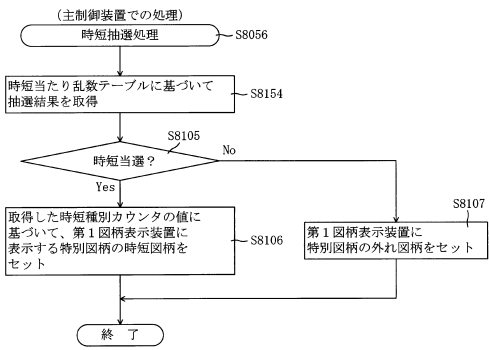 （主制御装置での処理）
時短抽選処理
S8056
時短当たり乱数テーブルに基づいて
抽選結果を取得
S8154
S8105
時短当選？
No
Yes
取得した時短種別カウンタの値に
基づいて、第１図柄表示装置に
表示する特別図柄の時短図柄を
セット
S8106
S8107
第１図柄表示装置に
特別図柄の外れ図柄をセット
終 了